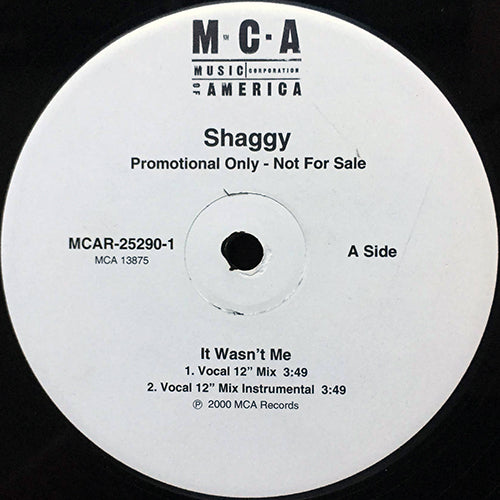 M·C·A
MUSIC CORPORATION
OF AMERICA
Shaggy
Promotional Only - Not For Sale
MCAR-25290-1
MCA 13875
A Side
It Wasn't Me
1. Vocal 12" Mix 3:49
2. Vocal 12" Mix Instrumental 3:49
℗ 2000 MCA Records